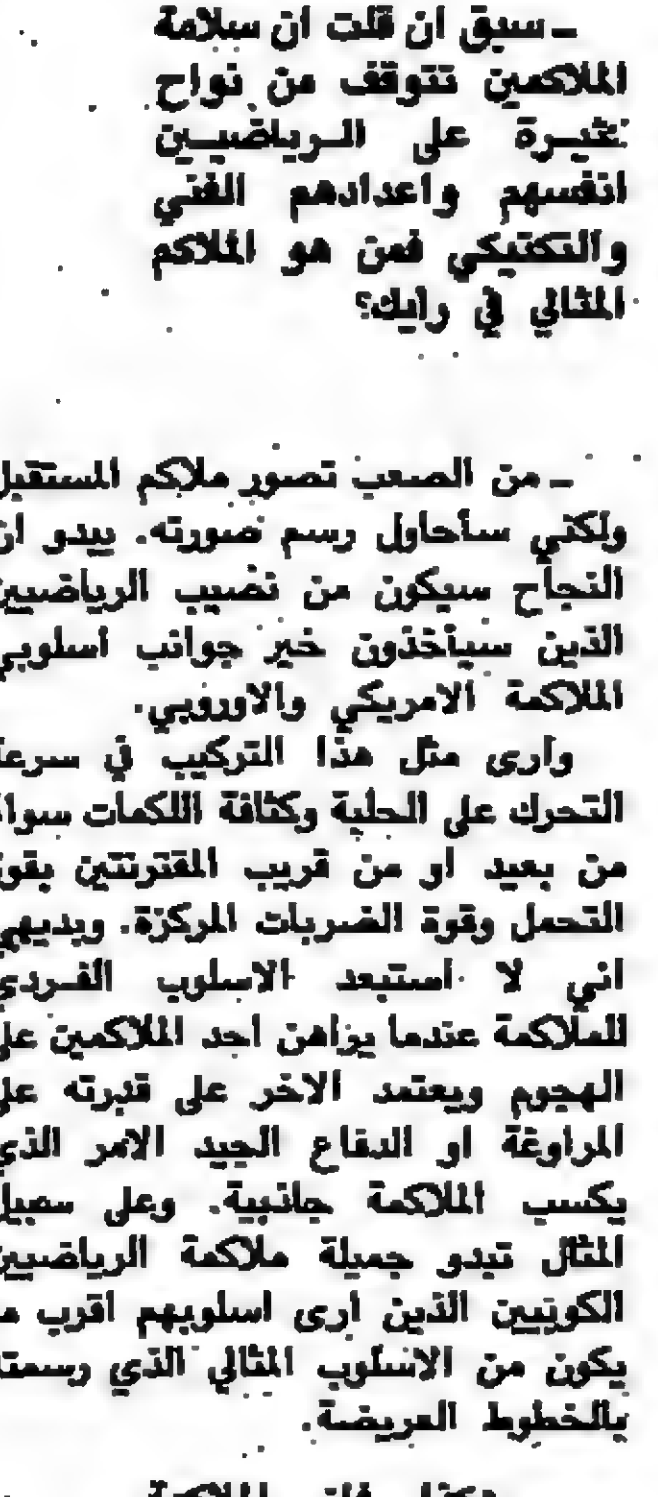 ـ سبق ان قلت ان سلامة
الملاكمين تتوقف من نواح
كثيرة على الرياضيين
انفسهم واعدادهم الفني
والتكتيكي فمن هو الملاكم
المثالي في رايك؟
ـ من الصعب تصور ملاكم المستقبل
ولكني سأحاول رسم صورته. يبدو ان
النجاح سيكون من نصيب الرياضيين
الذين سيأخذون خير جوانب اسلوبي
الملاكمة الامريكي والاوروبي.
وارى مثل هذا التركيب في سرعة
التحرك على الحلبة وكثافة اللكمات سواء
من بعيد او من قريب المقترنتين بقوة
التحمل وقوة الضربات المركزة. وبديهي
اني لا استبعد الاسلوب الفردي
للملاكمة عندما يراهن احد الملاكمين على
الهجوم ويعتمد الاخر على قدرته على
المراوغة او الدفاع الجيد الامر الذي
يكسب الملاكمة جاذبية. وعلى سبيل
المثال تبدو جميلة ملاكمة الرياضيين
الكوبيين الذين ارى اسلوبهم اقرب ما
يكون من الاسلوب المثالي الذي رسمته
بالخطوط العريضة.